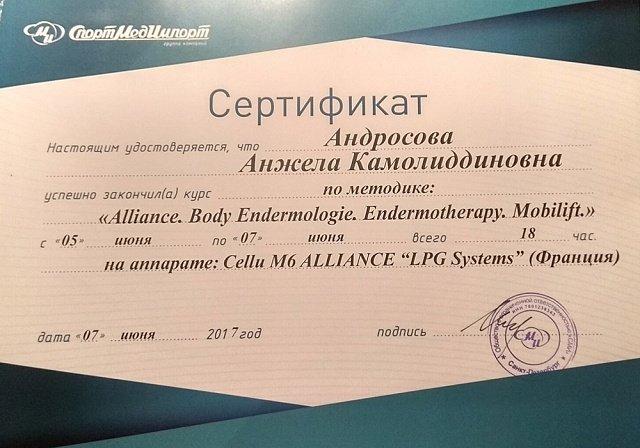 СпортМедИмпорт
группа компаний
Сертификат
Настоящим удостоверяется, что Андросова
Анжела Камолиддиновна
успешно закончил(а) курс по методике:
«Alliance. Body Endermologie. Endermotherapy. Mobilift.»
с «05» июня по «07» июня всего 18 час.
на аппарате: Cellu M6 ALLIANCE “LPG Systems” (Франция)
дата «07» июня 2017 год подпись
Санкт-Петербург